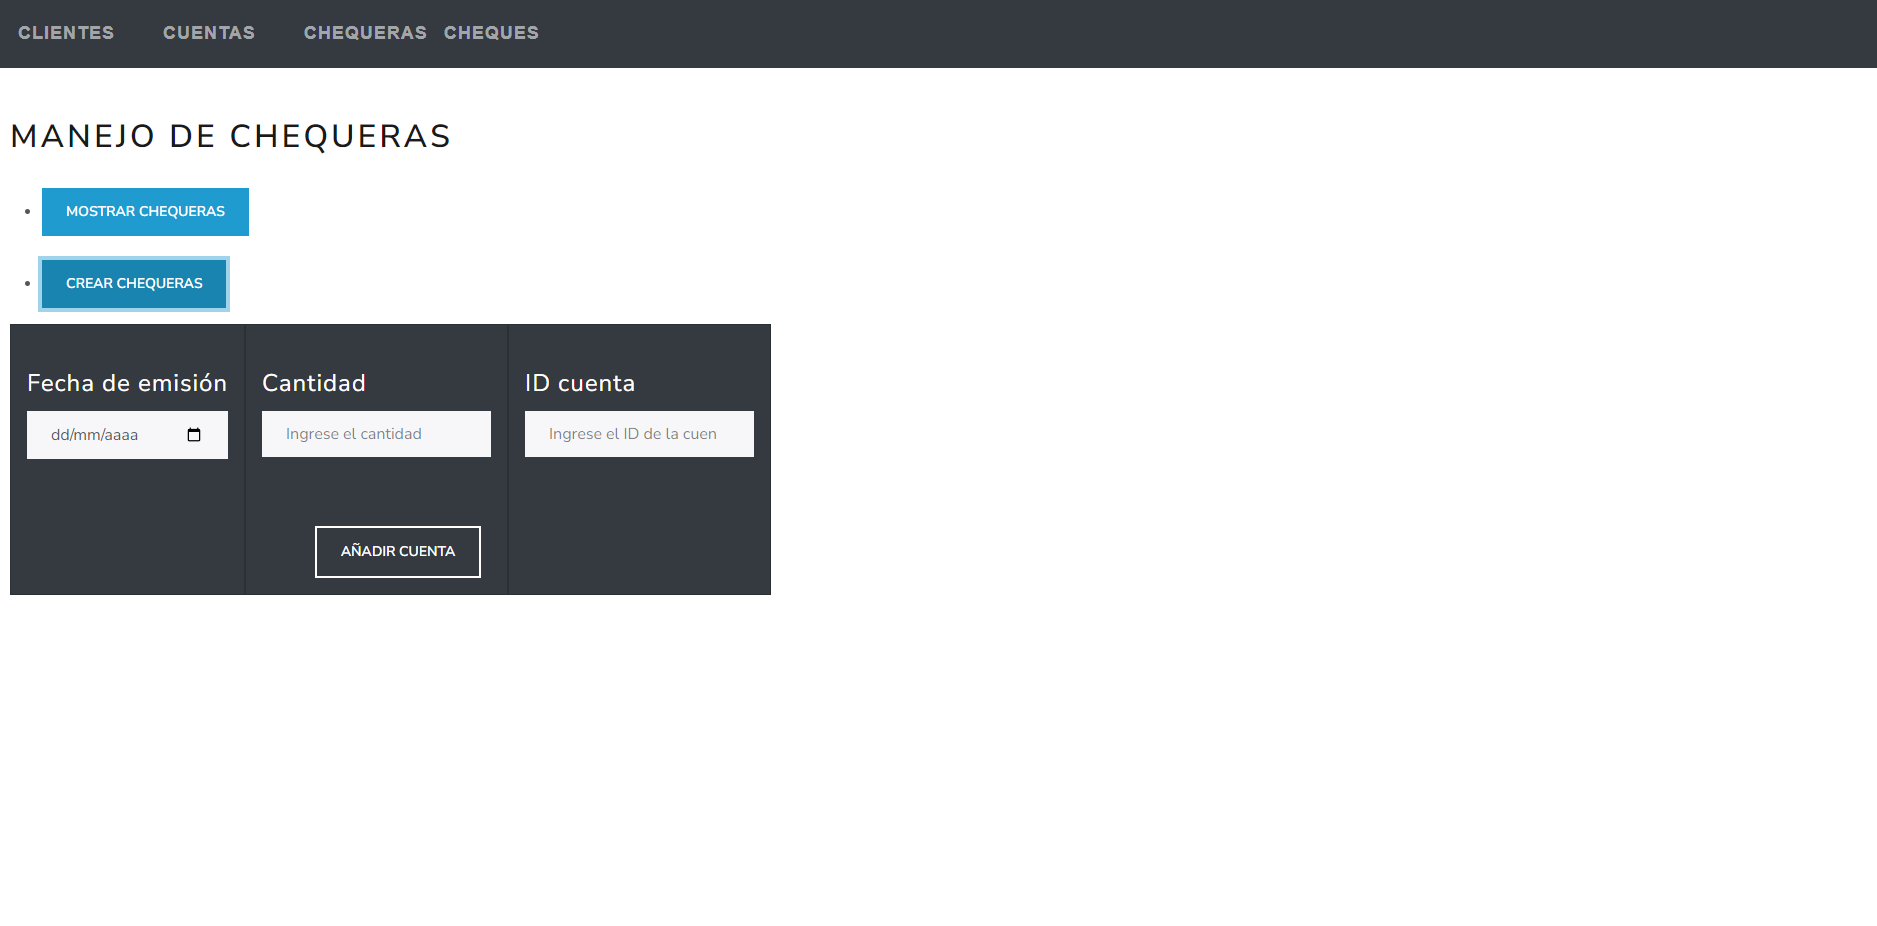 CLIENTES CUENTAS CHEQUERAS CHEQUES
MANEJO DE CHEQUERAS
MOSTRAR CHEQUERAS
CREAR CHEQUERAS
Fecha de emisión Cantidad ID cuenta
dd/mm/aaaa Ingrese el cantidad Ingrese el ID de la cuen
AÑADIR CUENTA